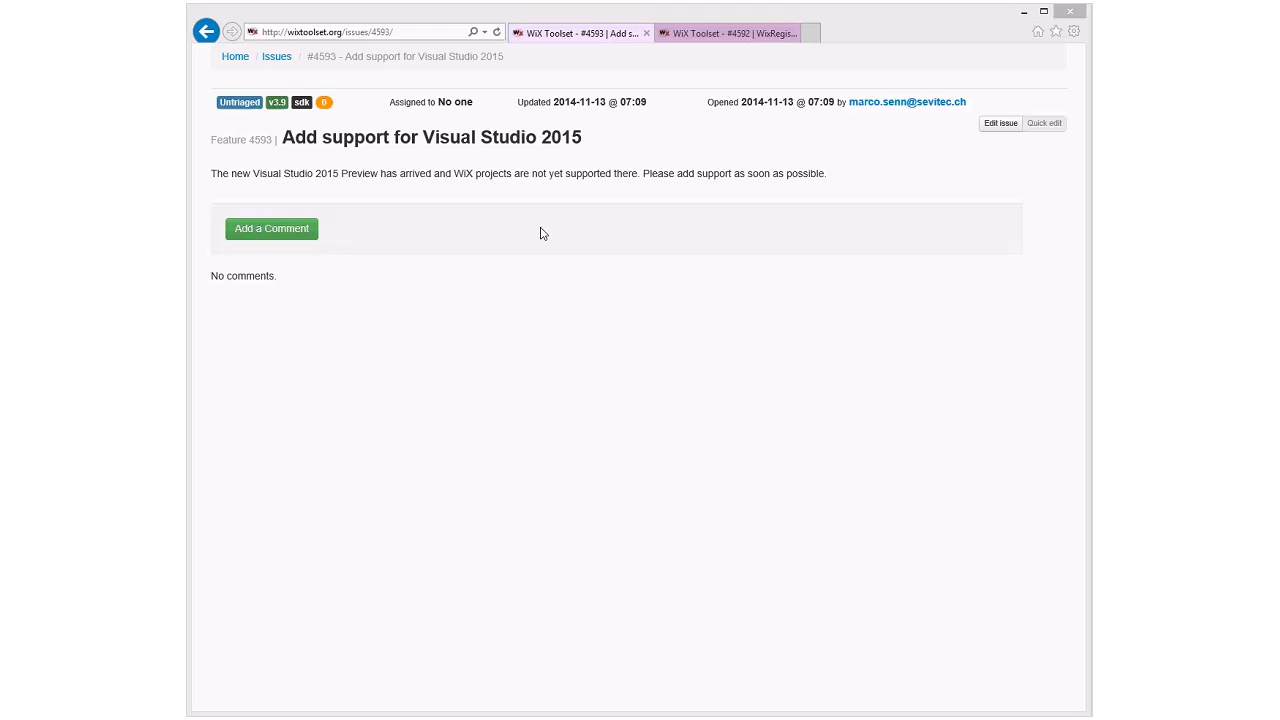 http://wixtoolset.org/issues/4593/
WiX Toolset - #4593 | Add s...
WiX Toolset - #4592 | WixRegis...
Home / Issues / #4593 - Add support for Visual Studio 2015
Untriaged v3.9 sdk 0 Assigned to No one Updated 2014-11-13 @ 07:09 Opened 2014-11-13 @ 07:09 by marco.senn@sevitec.ch
Edit issue Quick edit
Feature 4593 | Add support for Visual Studio 2015
The new Visual Studio 2015 Preview has arrived and WiX projects are not yet supported there. Please add support as soon as possible.
Add a Comment
No comments.